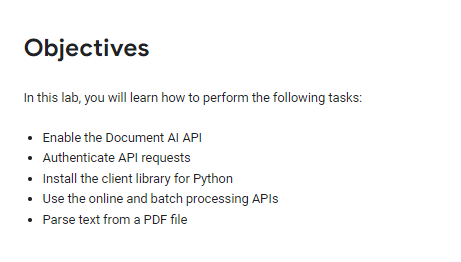 Objectives
In this lab, you will learn how to perform the following tasks:
• Enable the Document AI API
• Authenticate API requests
• Install the client library for Python
• Use the online and batch processing APIs
• Parse text from a PDF file